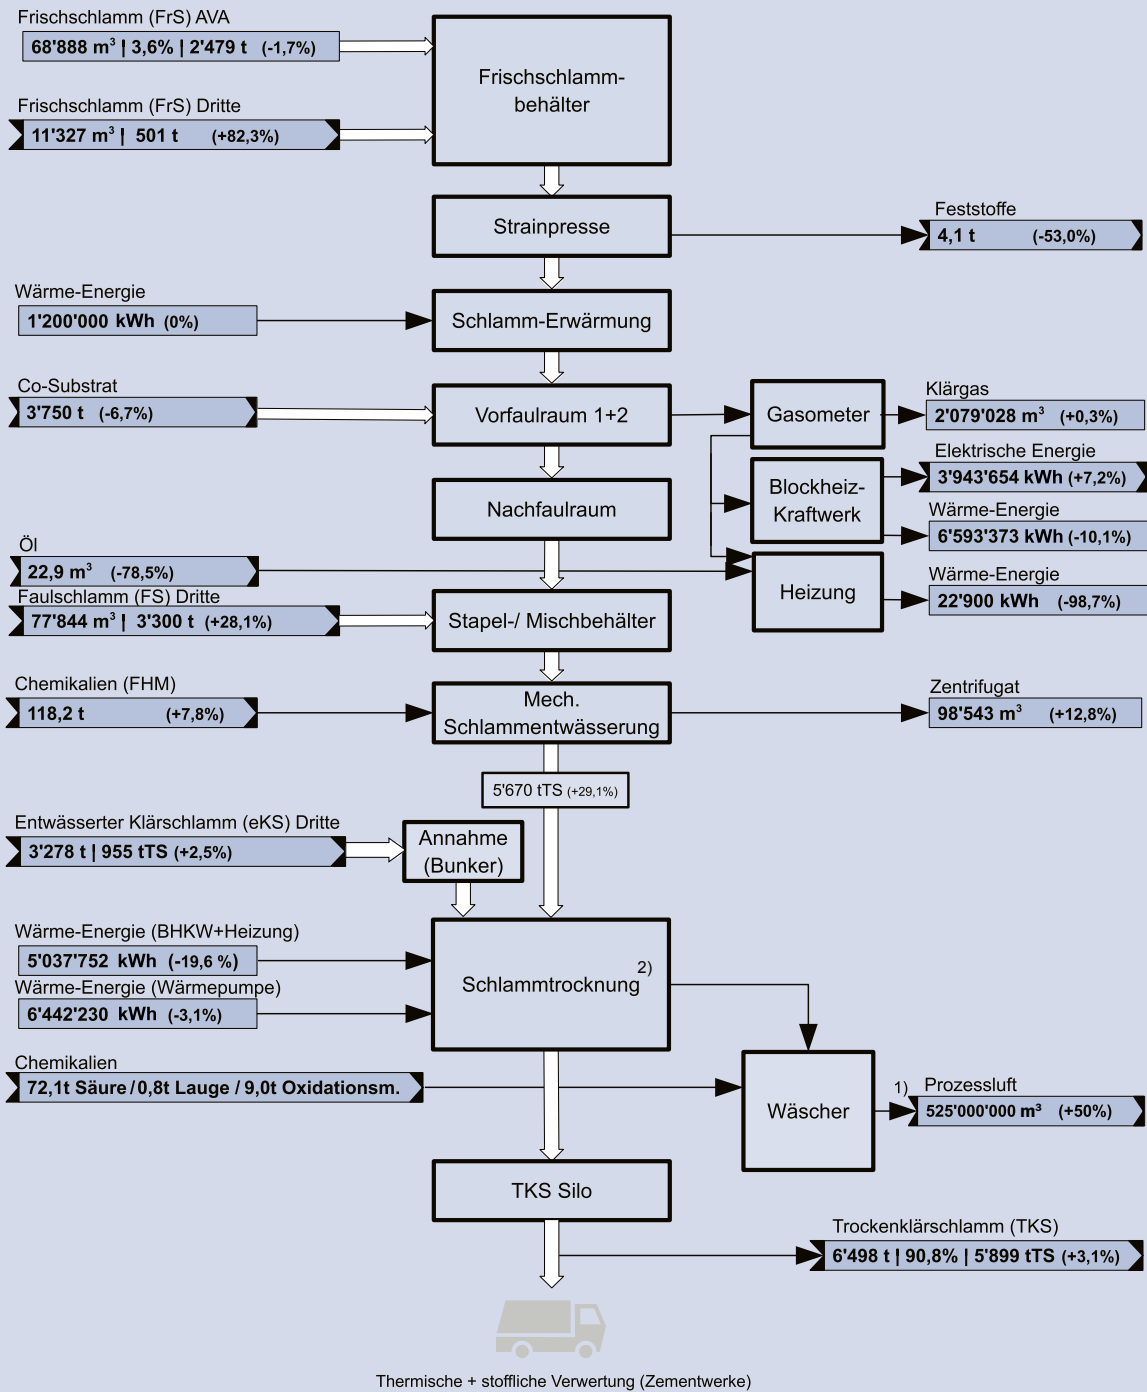 Frischschlamm (FrS) AVA
68'888 m³ | 3,6% | 2'479 t (-1,7%)
Frischschlamm-
behälter
Frischschlamm (FrS) Dritte
11'327 m³ | 501 t (+82,3%)
Strainpresse
Feststoffe
4,1 t (-53,0%)
Wärme-Energie
1'200'000 kWh (0%)
Schlamm-Erwärmung
Co-Substrat
3'750 t (-6,7%)
Vorfaulraum 1+2
Gasometer
Klärgas
2'079'028 m³ (+0,3%)
Elektrische Energie
3'943'654 kWh (+7,2%)
Blockheiz-
Kraftwerk
Wärme-Energie
6'593'373 kWh (-10,1%)
Nachfaulraum
Öl
22,9 m³ (-78,5%)
Heizung
Wärme-Energie
22'900 kWh (-98,7%)
Faulschlamm (FS) Dritte
77'844 m³ | 3'300 t (+28,1%)
Stapel-/ Mischbehälter
Chemikalien (FHM)
118,2 t (+7,8%)
Mech.
Schlammentwässerung
Zentrifugat
98'543 m³ (+12,8%)
5'670 tTS (+29,1%)
Entwässerter Klärschlamm (eKS) Dritte
3'278 t | 955 tTS (+2,5%)
Annahme
(Bunker)
Wärme-Energie (BHKW+Heizung)
5'037'752 kWh (-19,6 %)
Schlammtrocknung 2)
Wärme-Energie (Wärmepumpe)
6'442'230 kWh (-3,1%)
Chemikalien
72,1t Säure / 0,8t Lauge / 9,0t Oxidationsm.
Wäscher
1) Prozessluft
525'000'000 m³ (+50%)
TKS Silo
Trockenklärschlamm (TKS)
6'498 t | 90,8% | 5'899 tTS (+3,1%)
Thermische + stoffliche Verwertung (Zementwerke)